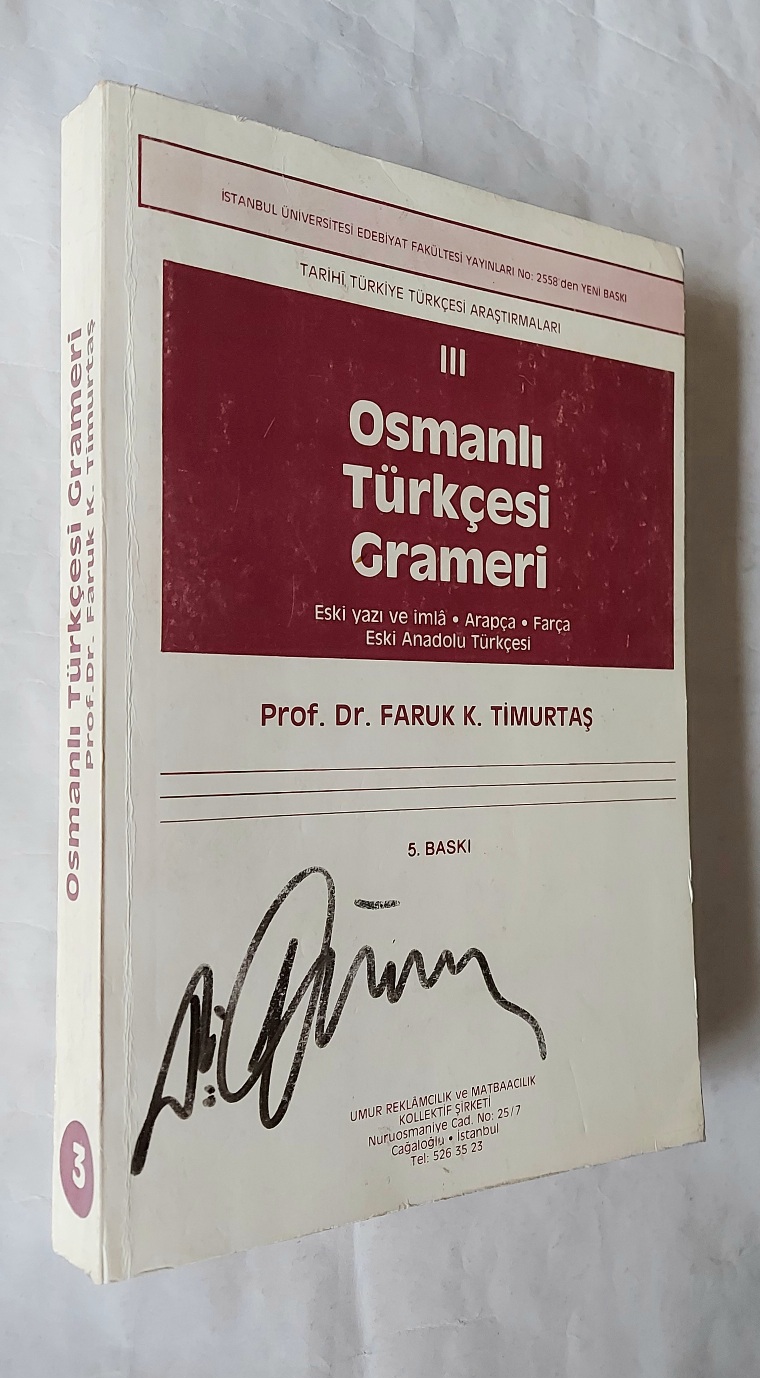 İSTANBUL ÜNİVERSİTESİ EDEBİYAT FAKÜLTESİ YAYINLARI No: 2558'den YENİ BASKI
TARİHÎ TÜRKİYE TÜRKÇESİ ARAŞTIRMALARI
III
Osmanlı
Türkçesi
Grameri
Eski yazı ve imlâ • Arapça • Farça
Eski Anadolu Türkçesi
Prof. Dr. FARUK K. TİMURTAŞ
5. BASKI
UMUR REKLÂMCILIK ve MATBAACILIK
KOLLEKTİF ŞİRKETİ
Nuruosmaniye Cad. No: 25/7
Cağaloğlu • İstanbul
Tel: 526 35 23
Osmanlı Türkçesi Grameri
Prof. Dr. Faruk K. Timurtaş
3